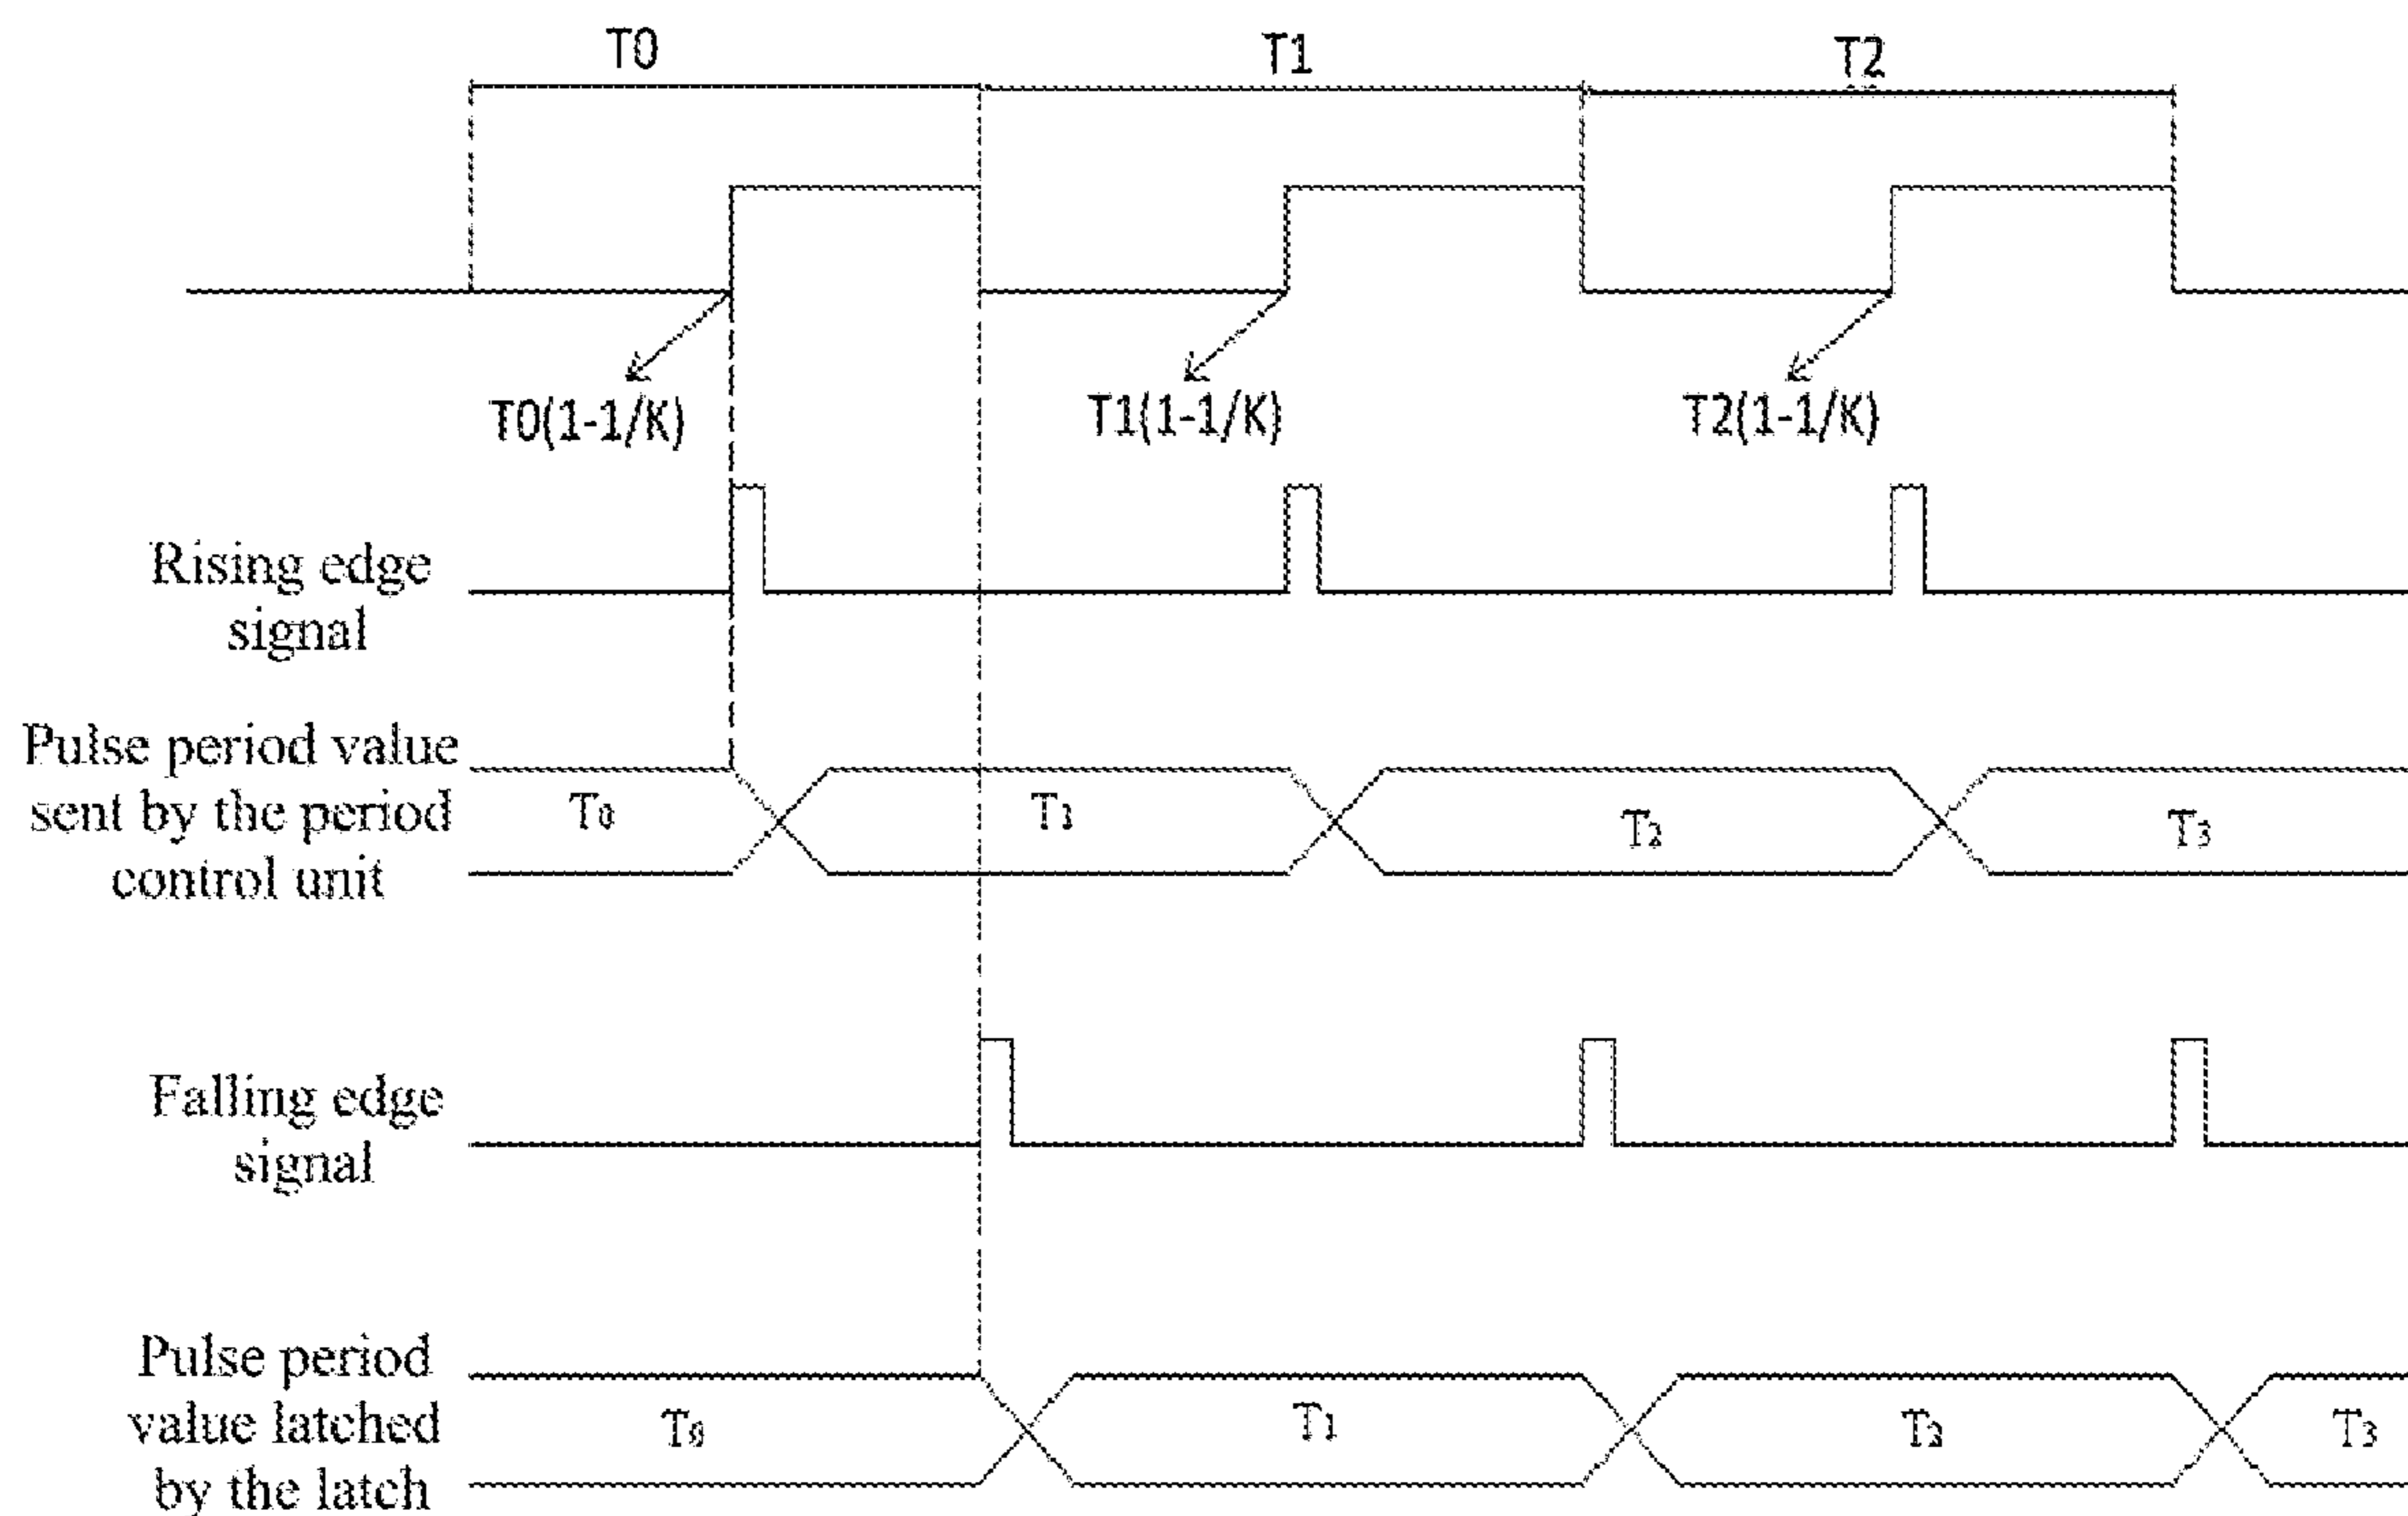 T0
T1
T2
T0(1-1/K)
T1(1-1/K)
T2(1-1/K)
Rising edge
signal
Pulse period value
sent by the period
control unit
T0
T1
T2
T3
Falling edge
signal
Pulse period
value latched
by the latch
T0
T1
T2
T3